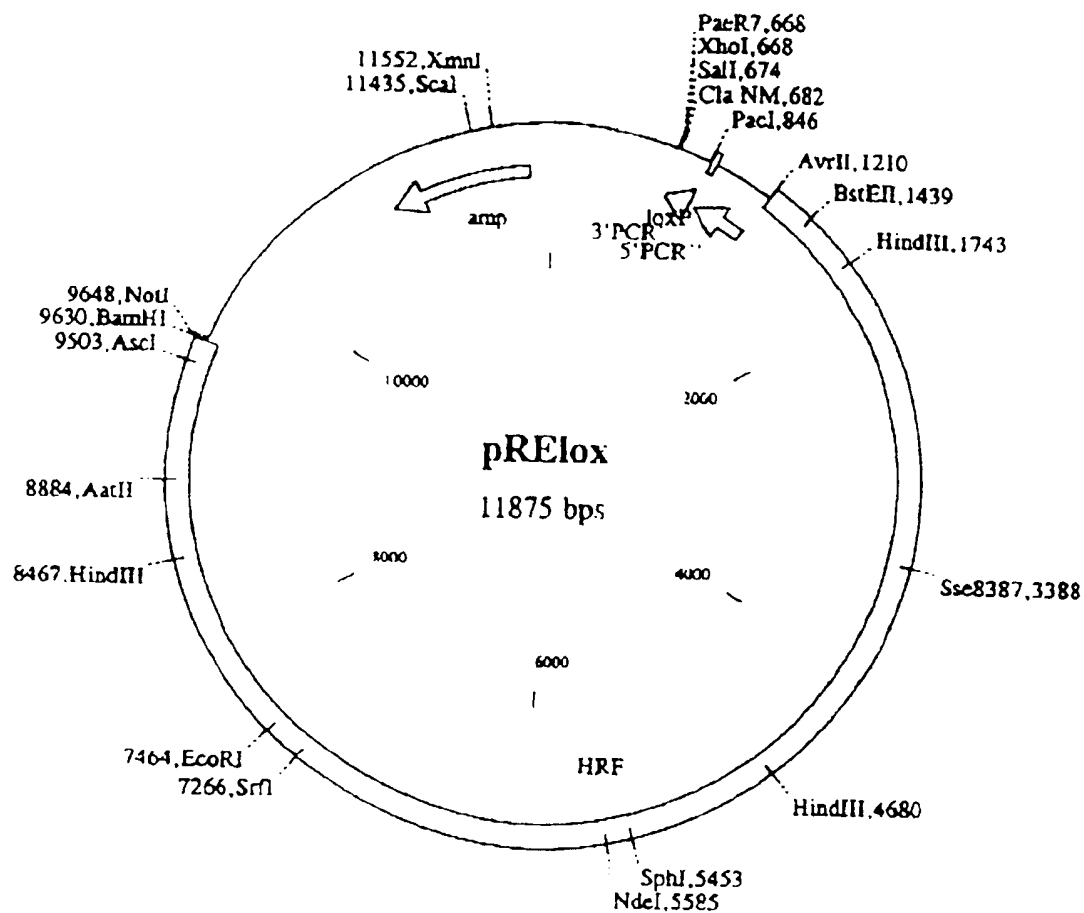 PaeR7,668
XhoI,668
SalI,674
Cla NM,682
PacI,846
11552,XmnI
11435,ScaI
AvrII,1210
BstEII,1439
HindIII,1743
amp
loxP
3'PCR
5'PCR
9648,NotI
9630,BamHI
9503,AscI
10000
2000
pRElox
11875 bps
8884,AatII
8000
4000
8467,HindIII
Sse8387,3388
6000
7464,EcoRI
7266,SrfI
HRF
HindIII,4680
SphI,5453
NdeI,5585